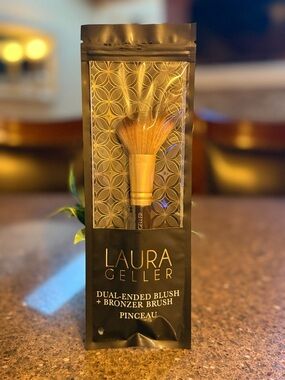 LAURA
GELLER
DUAL-ENDED BLUSH
+ BRONZER BRUSH
PINCEAU